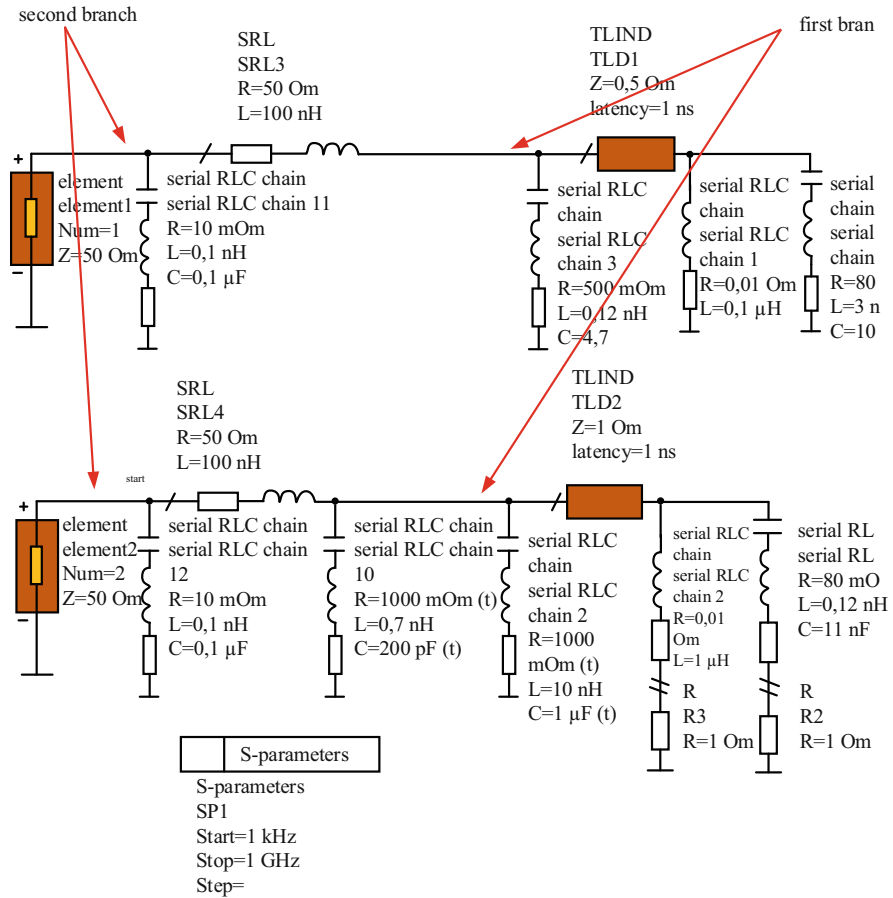 second branch
first bran
SRL
SRL3
R=50 Om
L=100 nH
TLIND
TLD1
Z=0,5 Om
latency=1 ns
+
element
element1
Num=1
Z=50 Om
−
serial RLC chain
serial RLC chain 11
R=10 mOm
L=0,1 nH
C=0,1 µF
serial RLC
chain
serial RLC
chain 3
R=500 mOm
L=0,12 nH
C=4,7
serial RLC
chain
serial RLC
chain 1
R=0,01 Om
L=0,1 µH
serial
chain
serial
chain
R=80
L=3 n
C=10
SRL
SRL4
R=50 Om
L=100 nH
TLIND
TLD2
Z=1 Om
latency=1 ns
start
+
element
element2
Num=2
Z=50 Om
−
serial RLC chain
serial RLC chain
12
R=10 mOm
L=0,1 nH
C=0,1 µF
serial RLC chain
serial RLC chain
10
R=1000 mOm (t)
L=0,7 nH
C=200 pF (t)
serial RLC
chain
serial RLC
chain 2
R=1000
mOm (t)
L=10 nH
C=1 µF (t)
serial RLC
chain
serial RLC
chain 2
R=0,01
Om
L=1 µH
R
R3
R=1 Om
serial RL
serial RL
R=80 mO
L=0,12 nH
C=11 nF
R
R2
R=1 Om
S-parameters
S-parameters
SP1
Start=1 kHz
Stop=1 GHz
Step=